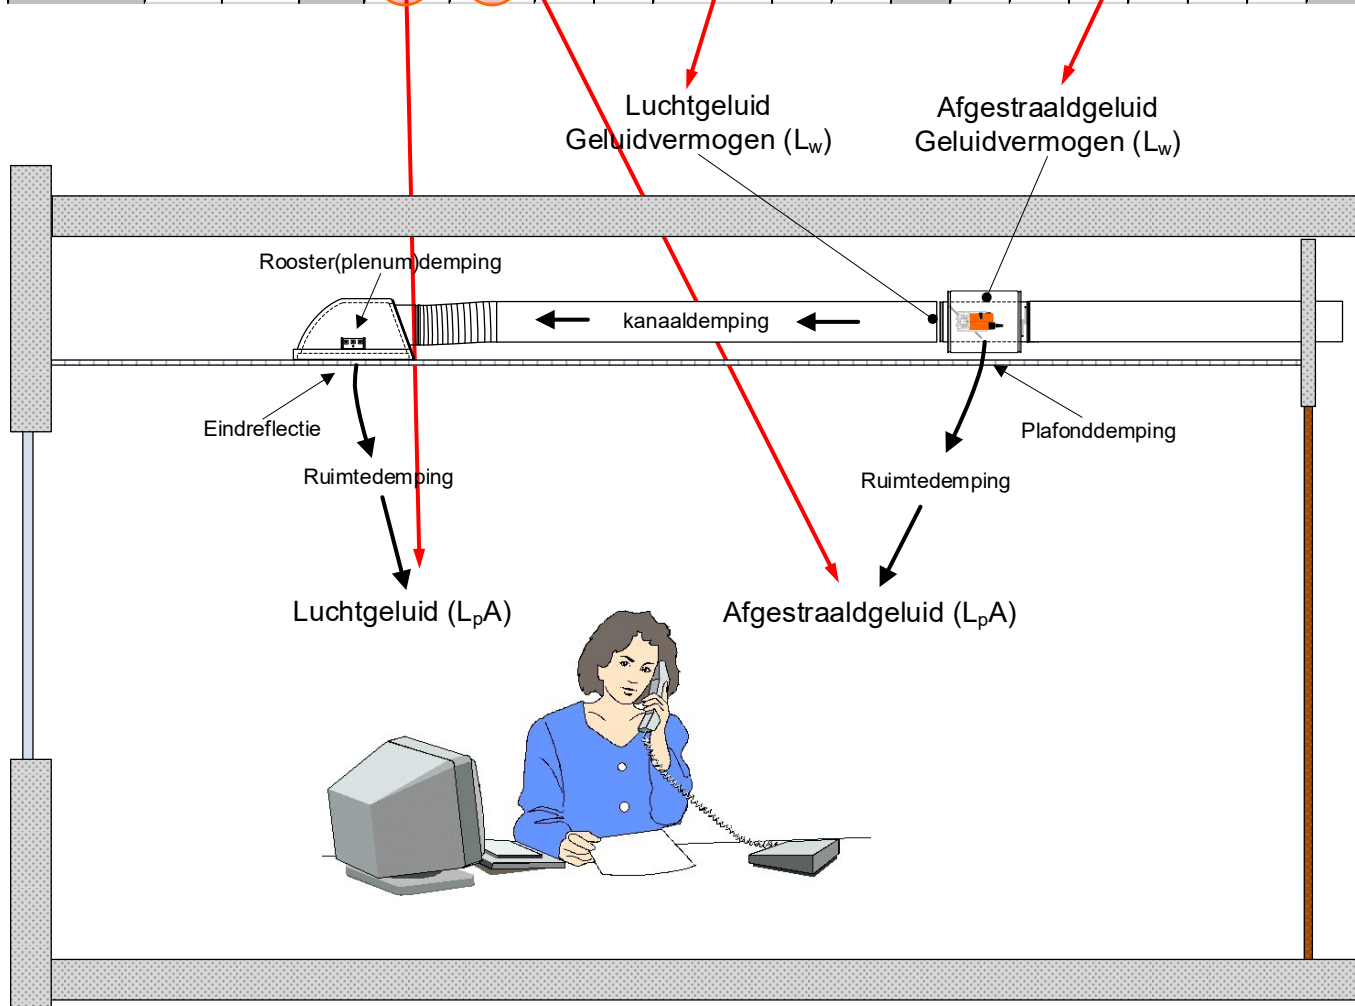 Luchtgeluid
Geluidvermogen (Lw)
Afgestraaldgeluid
Geluidvermogen (Lw)
Rooster(plenum)demping
kanaaldemping
Eindreflectie
Plafonddemping
Ruimtedemping
Ruimtedemping
Luchtgeluid (LpA)
Afgestraaldgeluid (LpA)